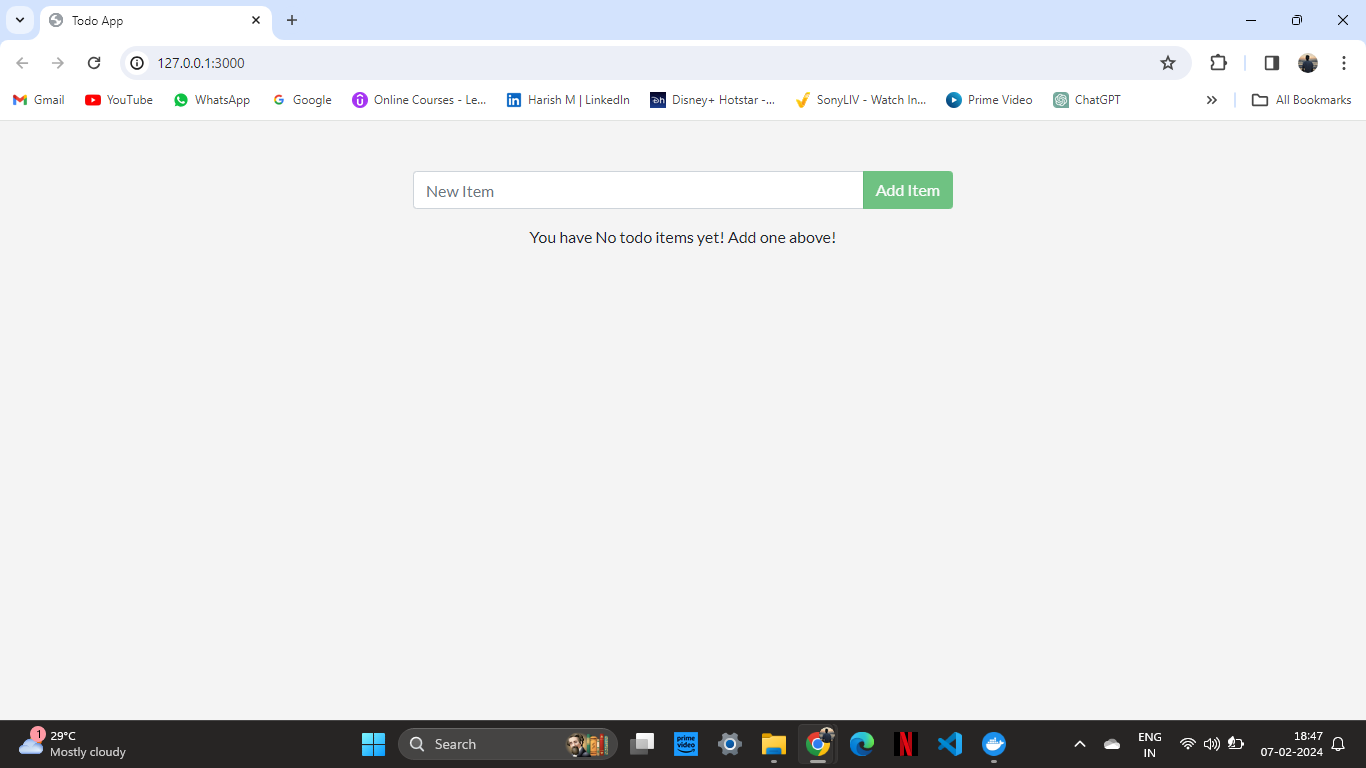 Todo App
127.0.0.1:3000
Gmail YouTube WhatsApp Google Online Courses - Le... Harish M | LinkedIn Disney+ Hotstar -... SonyLIV - Watch In... Prime Video ChatGPT All Bookmarks
New Item Add Item
You have No todo items yet! Add one above!
1 29°C
Mostly cloudy
Search
prime video
ENG
IN
18:47
07-02-2024